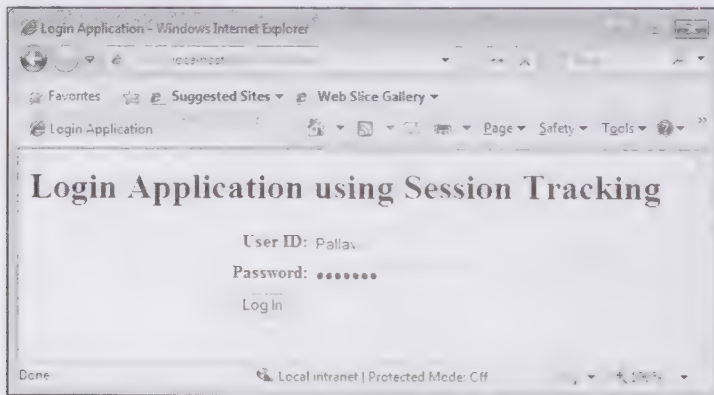 Login Application - Windows Internet Explorer
Favorites Suggested Sites Web Slice Gallery
Login Application Page Safety Tools
Login Application using Session Tracking
User ID:
Password: •••••••
Log In
Done Local intranet | Protected Mode: Off